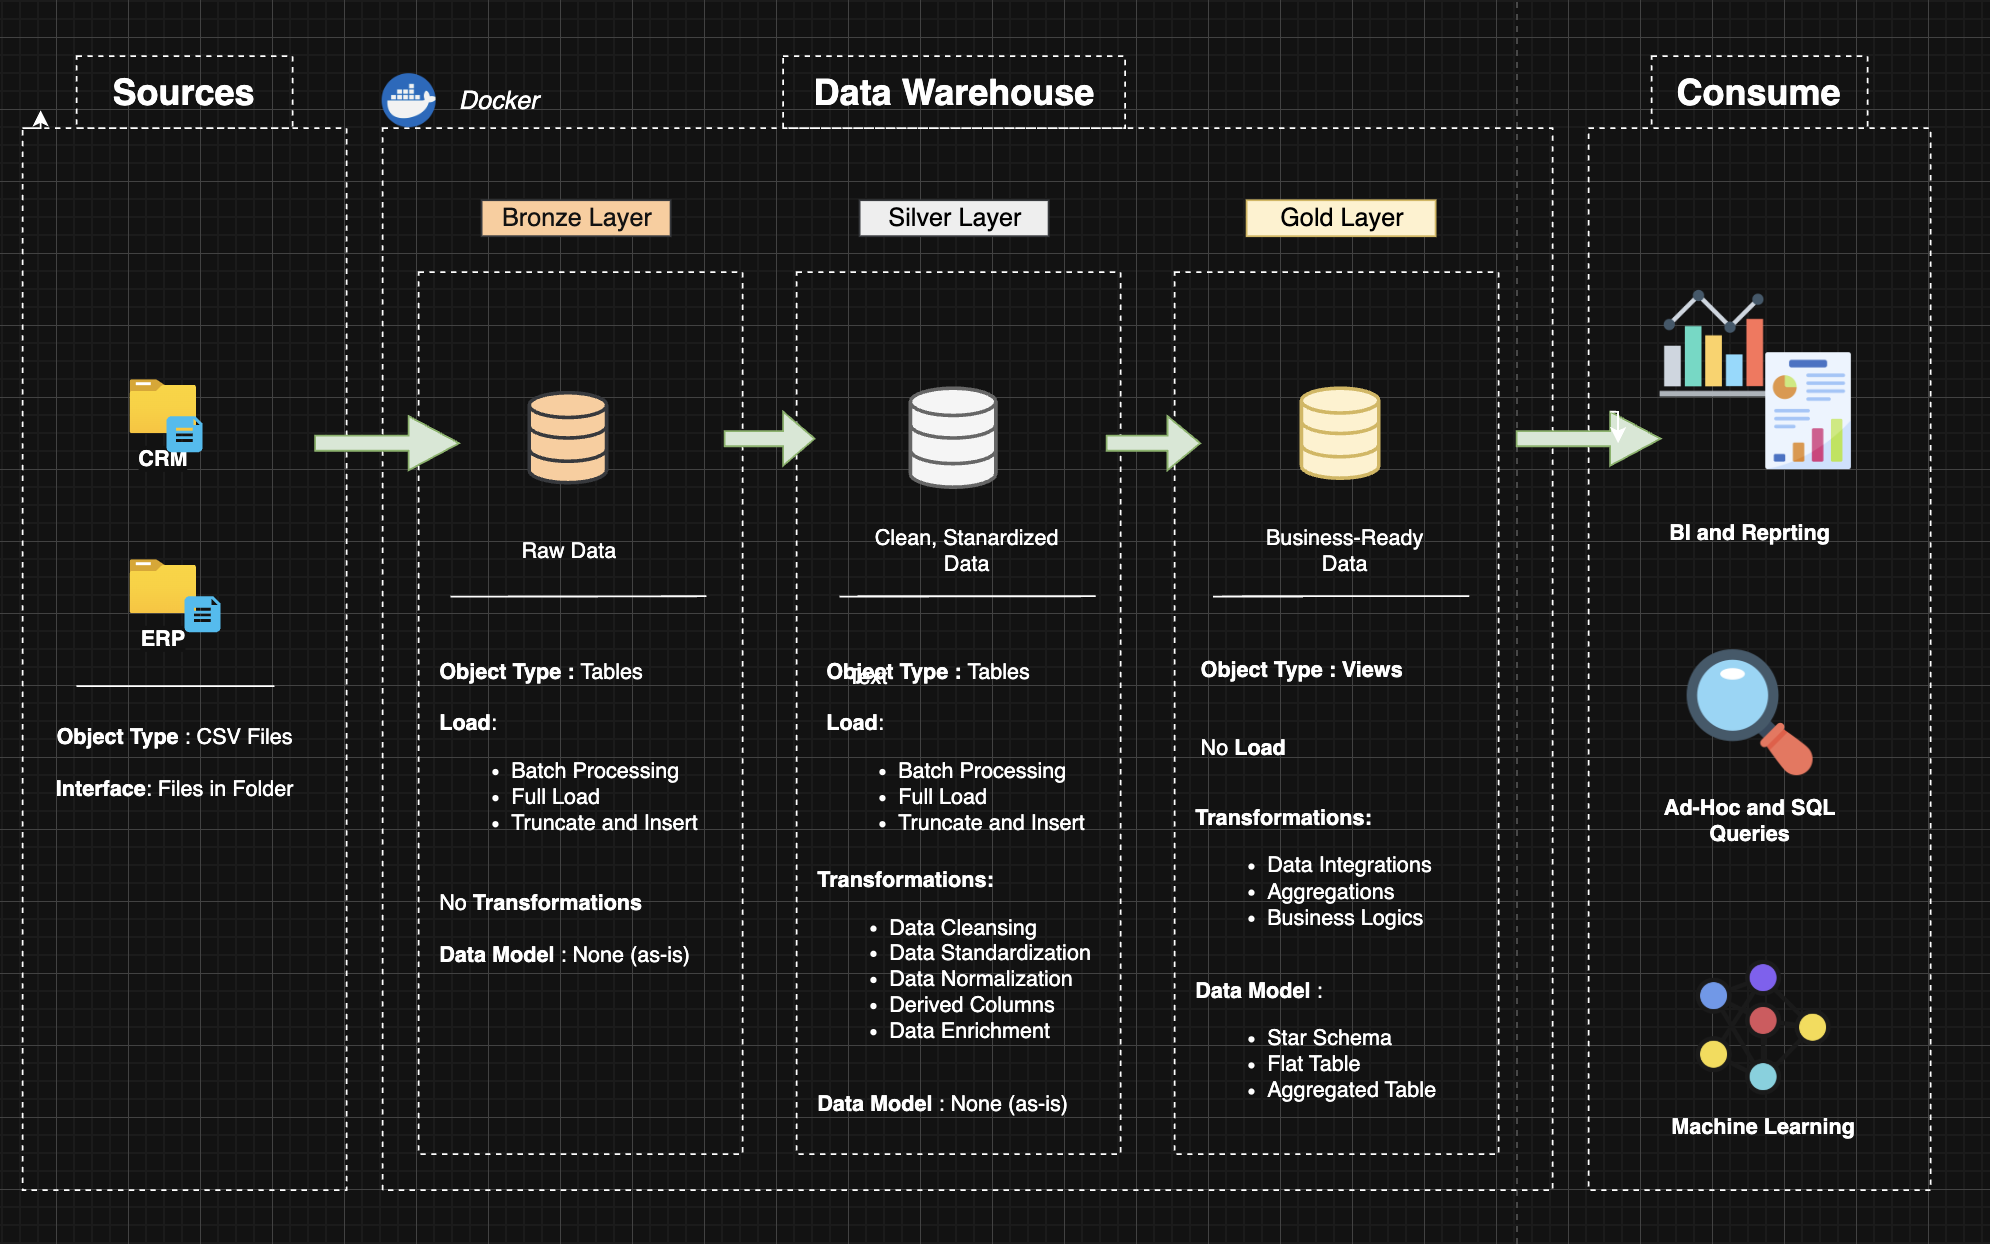 Sources
Docker
Data Warehouse
Consume
Bronze Layer
Silver Layer
Gold Layer
CRM
ERP
Object Type : CSV Files
Interface: Files in Folder
Raw Data
Object Type : Tables
Load:
• Batch Processing
• Full Load
• Truncate and Insert
No Transformations
Data Model : None (as-is)
Clean, Stanardized
Data
Object Type : Tables
Text
Load:
• Batch Processing
• Full Load
• Truncate and Insert
Transformations:
• Data Cleansing
• Data Standardization
• Data Normalization
• Derived Columns
• Data Enrichment
Data Model : None (as-is)
Business-Ready
Data
Object Type : Views
No Load
Transformations:
• Data Integrations
• Aggregations
• Business Logics
Data Model :
• Star Schema
• Flat Table
• Aggregated Table
BI and Reprting
Ad-Hoc and SQL
Queries
Machine Learning